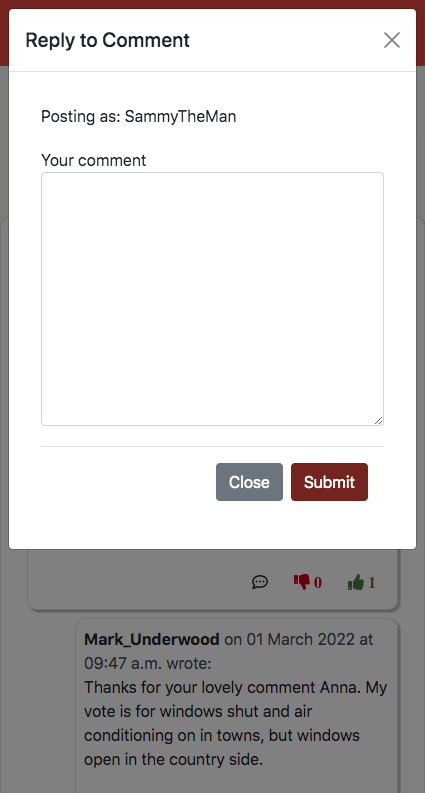 Reply to Comment
Posting as: SammyTheMan
Your comment
Close Submit
0 1
Mark_Underwood on 01 March 2022 at
09:47 a.m. wrote:
Thanks for your lovely comment Anna. My
vote is for windows shut and air
conditioning on in towns, but windows
open in the country side.